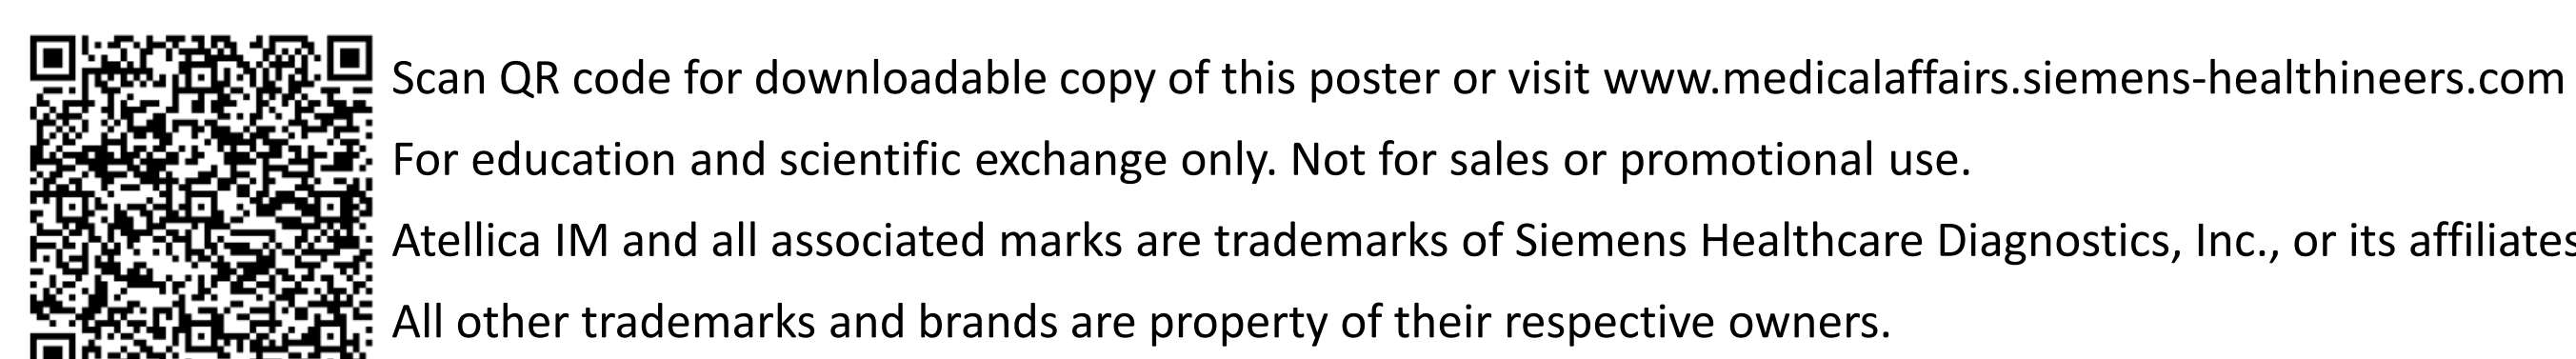 Scan QR code for downloadable copy of this poster or visit www.medicalaffairs.siemens-healthineers.com
For education and scientific exchange only. Not for sales or promotional use.
Atellica IM and all associated marks are trademarks of Siemens Healthcare Diagnostics, Inc., or its affiliates
All other trademarks and brands are property of their respective owners.